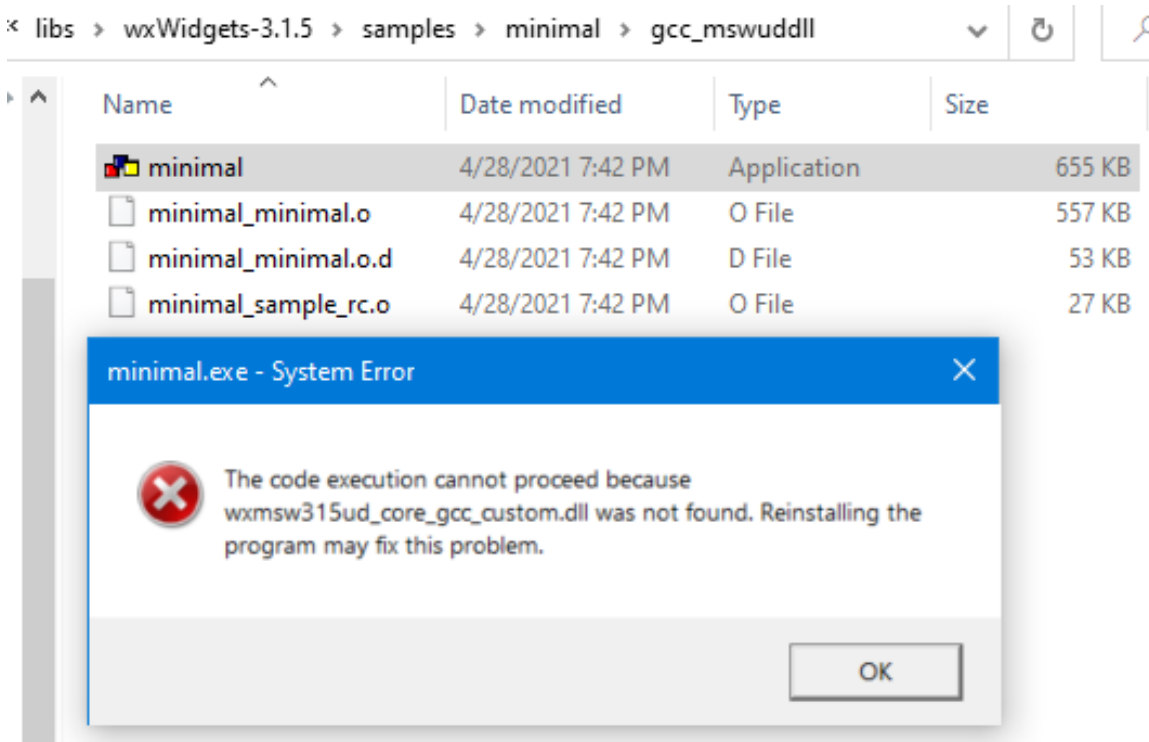 libs > wxWidgets-3.1.5 > samples > minimal > gcc_mswuddll
Name Date modified Type Size
minimal 4/28/2021 7:42 PM Application 655 KB
minimal_minimal.o 4/28/2021 7:42 PM O File 557 KB
minimal_minimal.o.d 4/28/2021 7:42 PM D File 53 KB
minimal_sample_rc.o 4/28/2021 7:42 PM O File 27 KB
minimal.exe - System Error
The code execution cannot proceed because
wxmsw315ud_core_gcc_custom.dll was not found. Reinstalling the
program may fix this problem.
OK